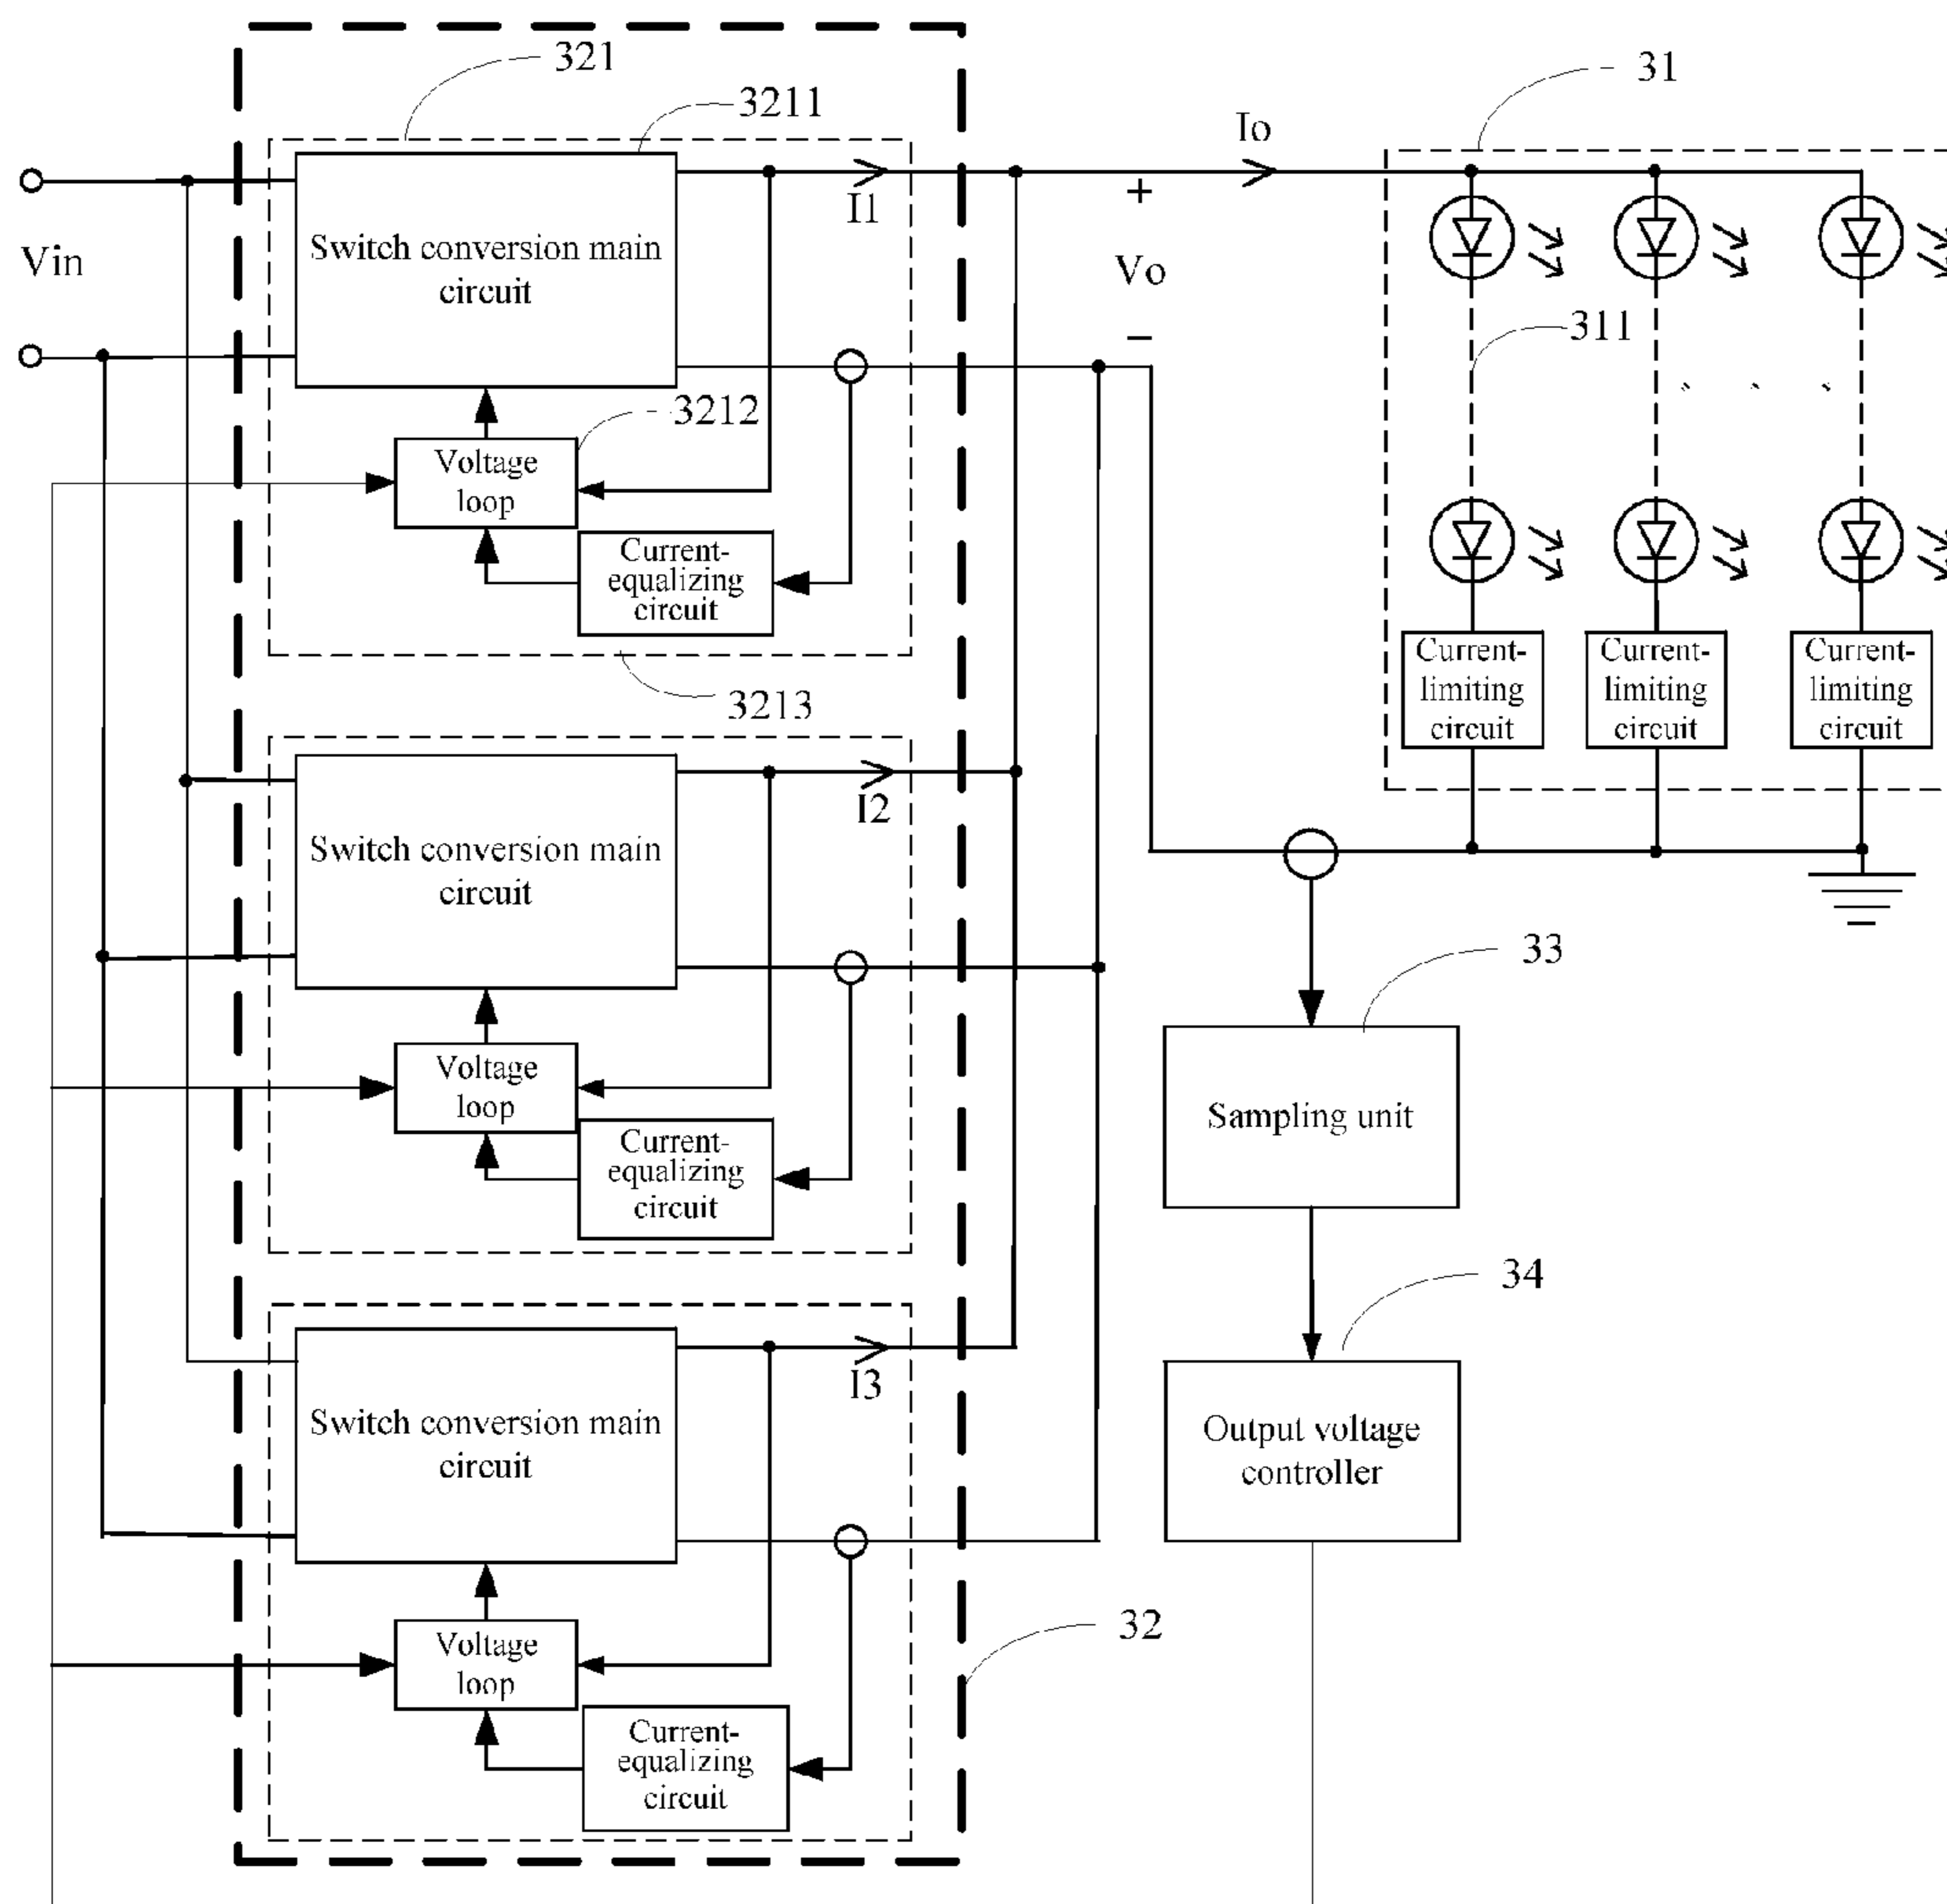 321
31
3211
Io
I1
+
Vin
Switch conversion main
circuit
Vo
−
311
3212
Voltage
loop
Current-
equalizing
circuit
Current-
limiting
circuit
Current-
limiting
circuit
Current-
limiting
circuit
3213
I2
Switch conversion main
circuit
33
Voltage
loop
Sampling unit
Current-
equalizing
circuit
34
I3
Switch conversion main
circuit
Output voltage
controller
32
Voltage
loop
Current-
equalizing
circuit